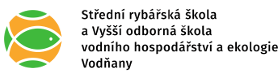 Střední rybářská škola
a Vyšší odborná škola
vodního hospodářství a ekologie
Vodňany